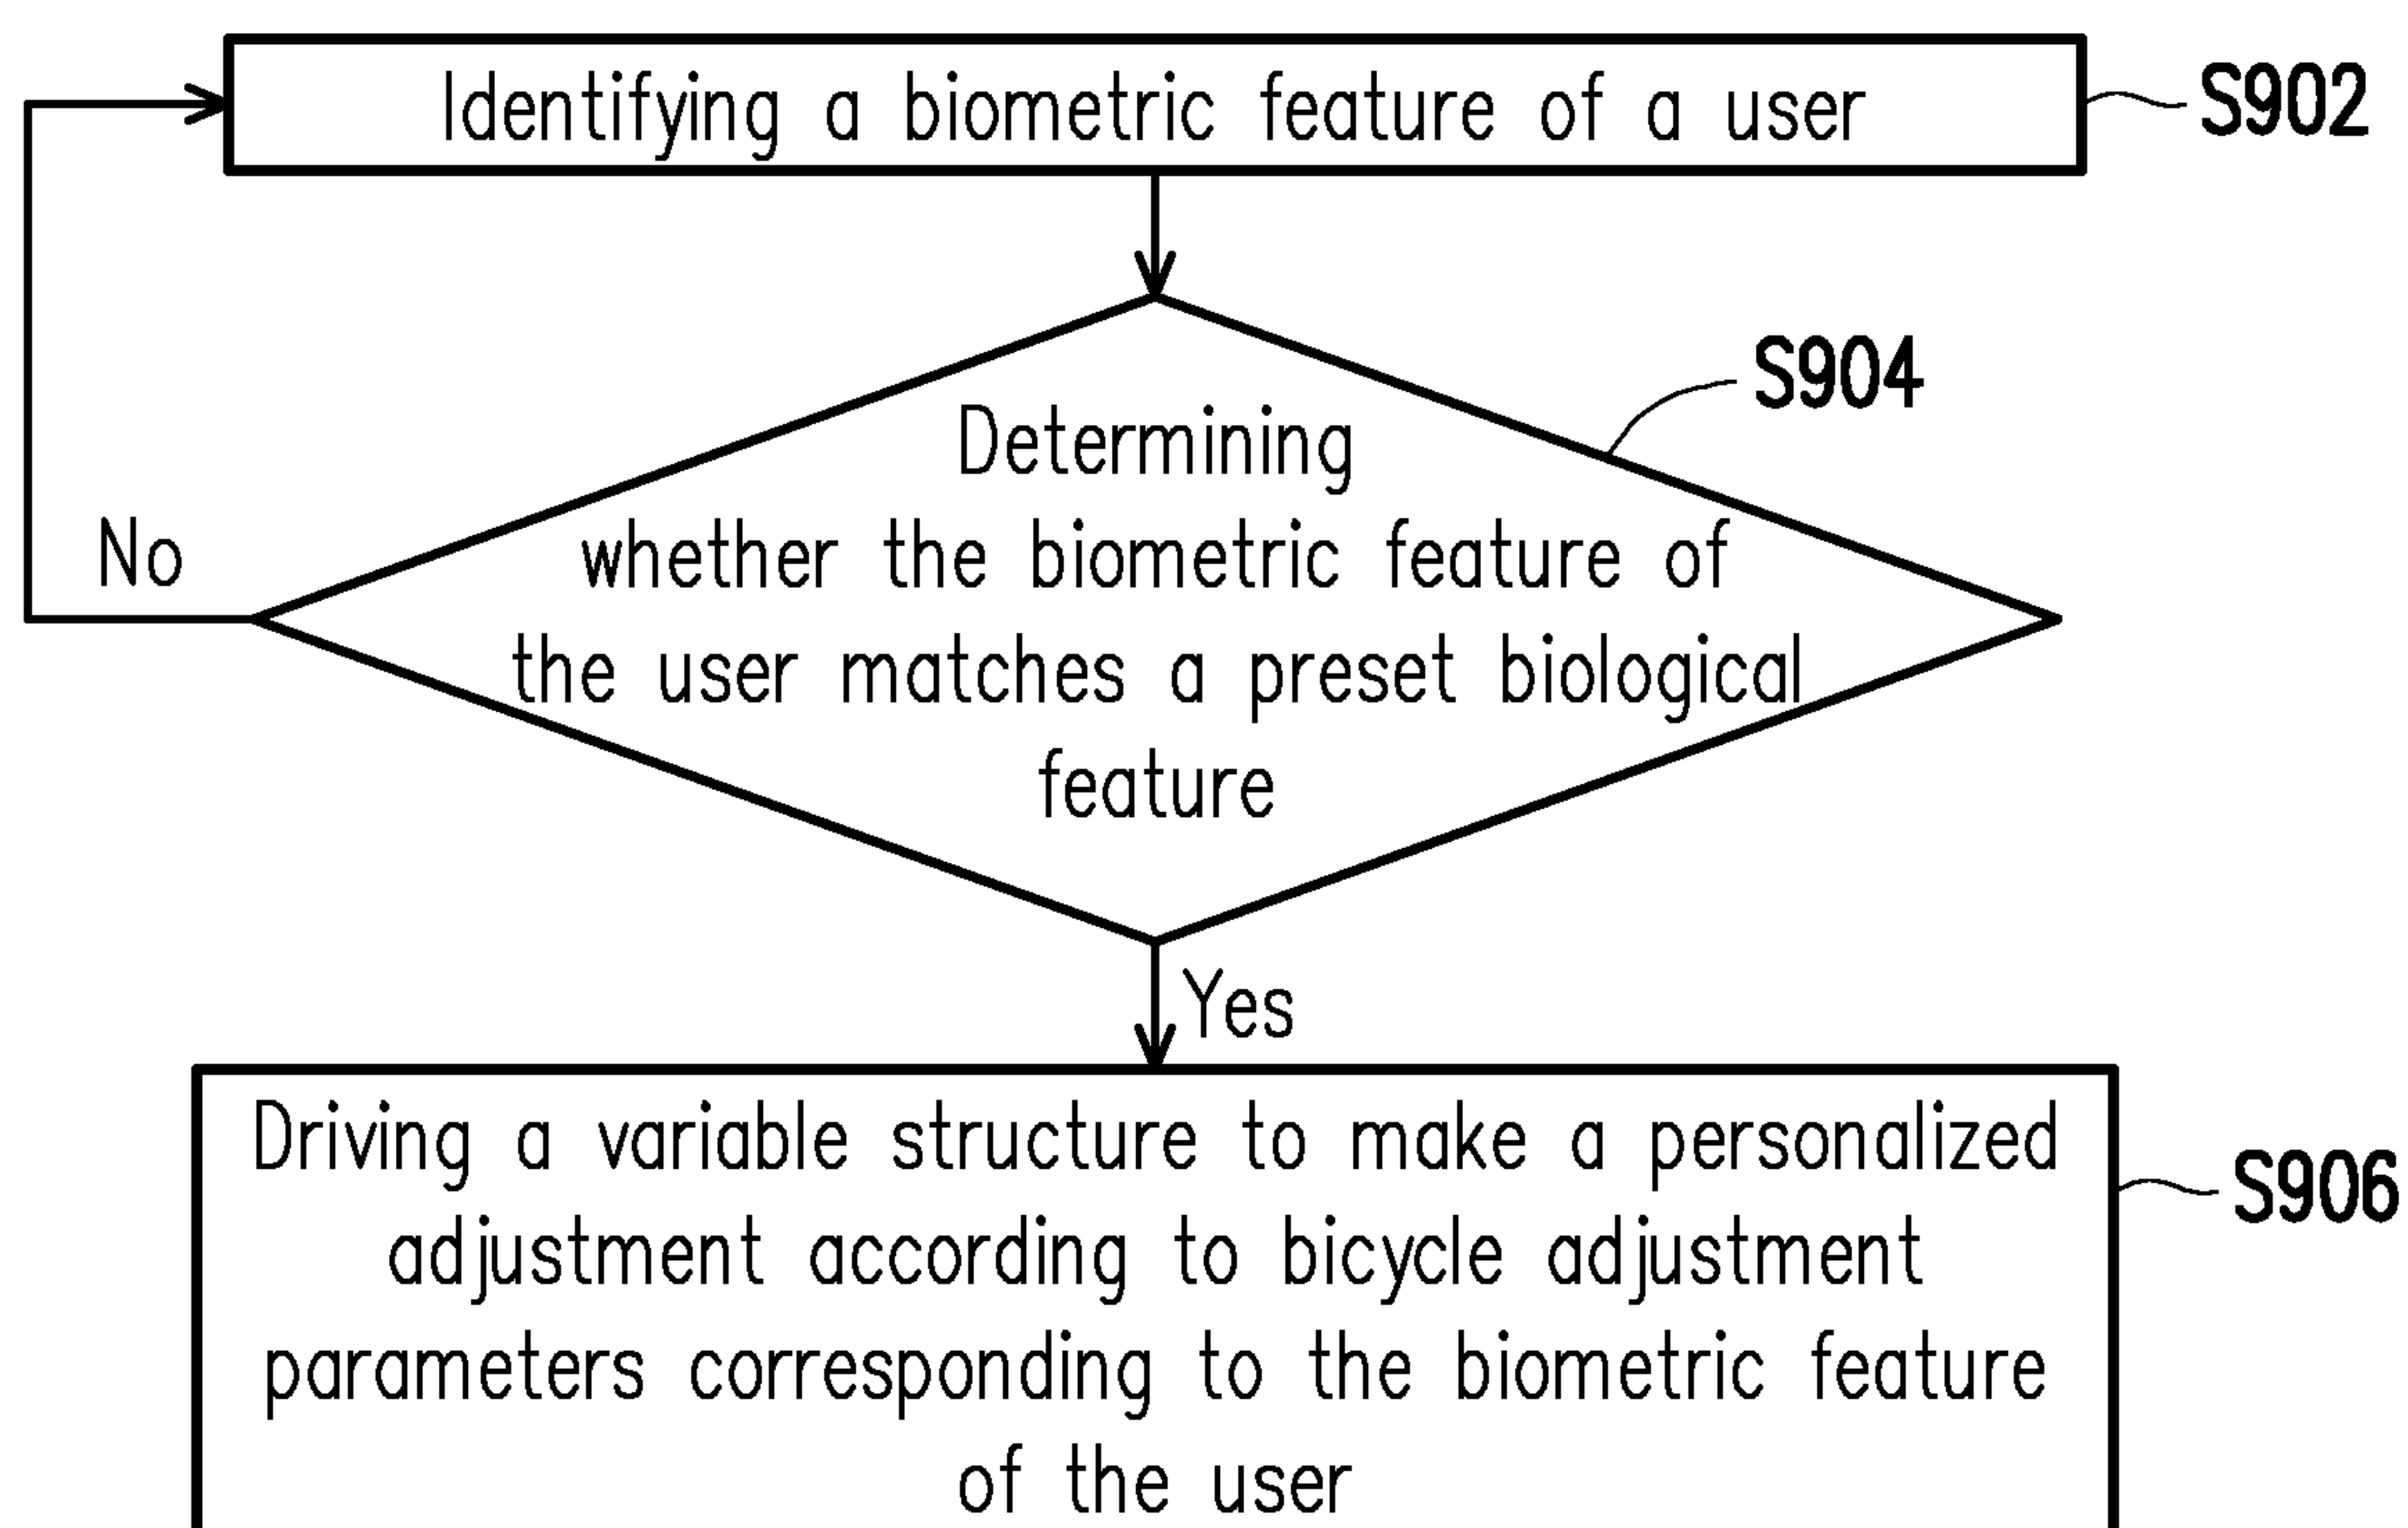 Identifying a biometric feature of a user
S902
S904
Determining
whether the biometric feature of
the user matches a preset biological
feature
No
Yes
Driving a variable structure to make a personalized
adjustment according to bicycle adjustment
parameters corresponding to the biometric feature
of the user
S906